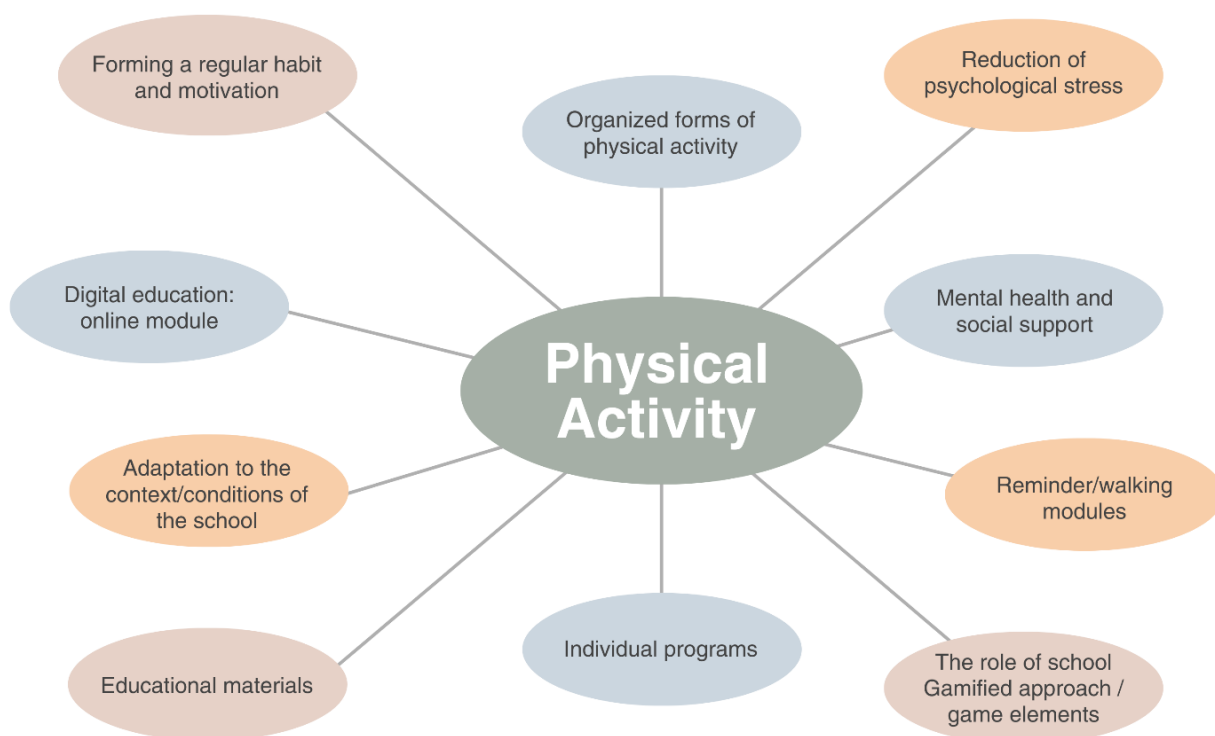 Forming a regular habit
and motivation
Organized forms of
physical activity
Reduction of
psychological stress
Digital education:
online module
Mental health and
social support
Physical
Activity
Adaptation to the
context/conditions of
the school
Reminder/walking
modules
Educational materials
Individual programs
The role of school
Gamified approach /
game elements